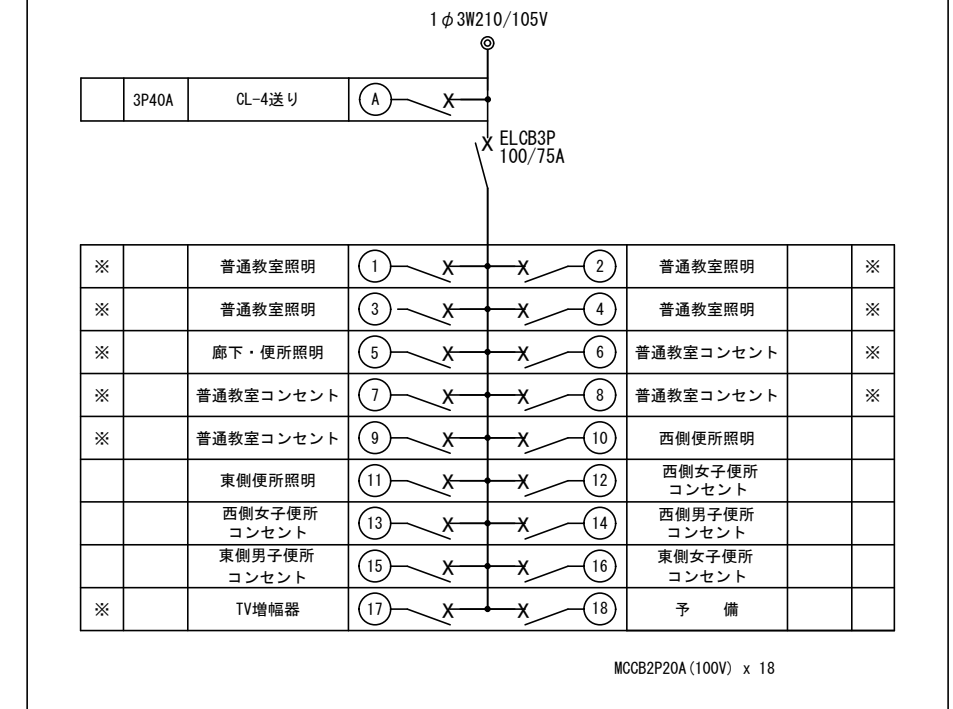 1φ3W210/105V
3P40A CL-4送り A
ELCB3P
100/75A
※ 普通教室照明 1 2 普通教室照明 ※
※ 普通教室照明 3 4 普通教室照明 ※
※ 廊下・便所照明 5 6 普通教室コンセント ※
※ 普通教室コンセント 7 8 普通教室コンセント ※
※ 普通教室コンセント 9 10 西側便所照明
東側便所照明 11 12 西側女子便所
コンセント
西側女子便所
コンセント 13 14 西側男子便所
コンセント
東側男子便所
コンセント 15 16 東側女子便所
コンセント
※ TV増幅器 17 18 予 備
MCCB2P20A(100V) x 18